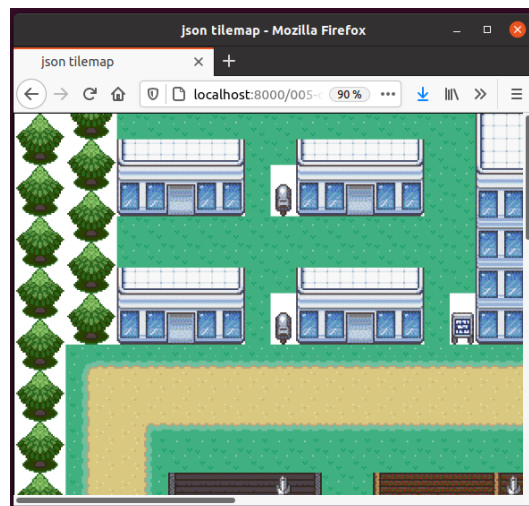 json tilemap - Mozilla Firefox
json tilemap
localhost:8000/005-
90%